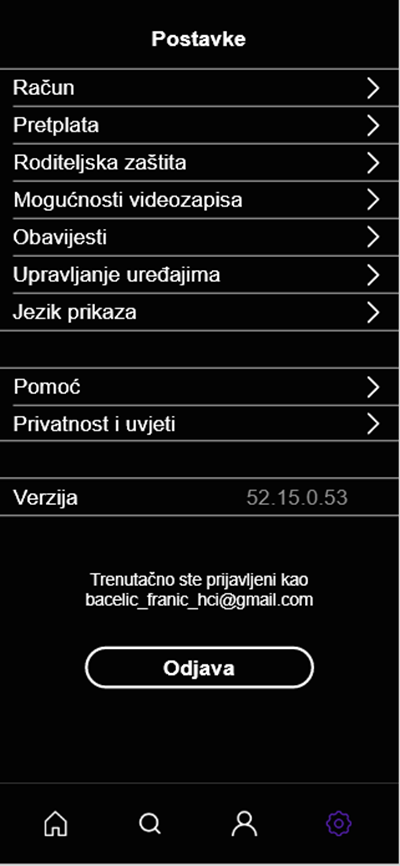 Postavke
Račun
Pretplata
Roditeljska zaštita
Mogućnosti videozapisa
Obavijesti
Upravljanje uređajima
Jezik prikaza
Pomoć
Privatnost i uvjeti
Verzija 52.15.0.53
Trenutačno ste prijavljeni kao
bacelic_franic_hci@gmail.com
Odjava